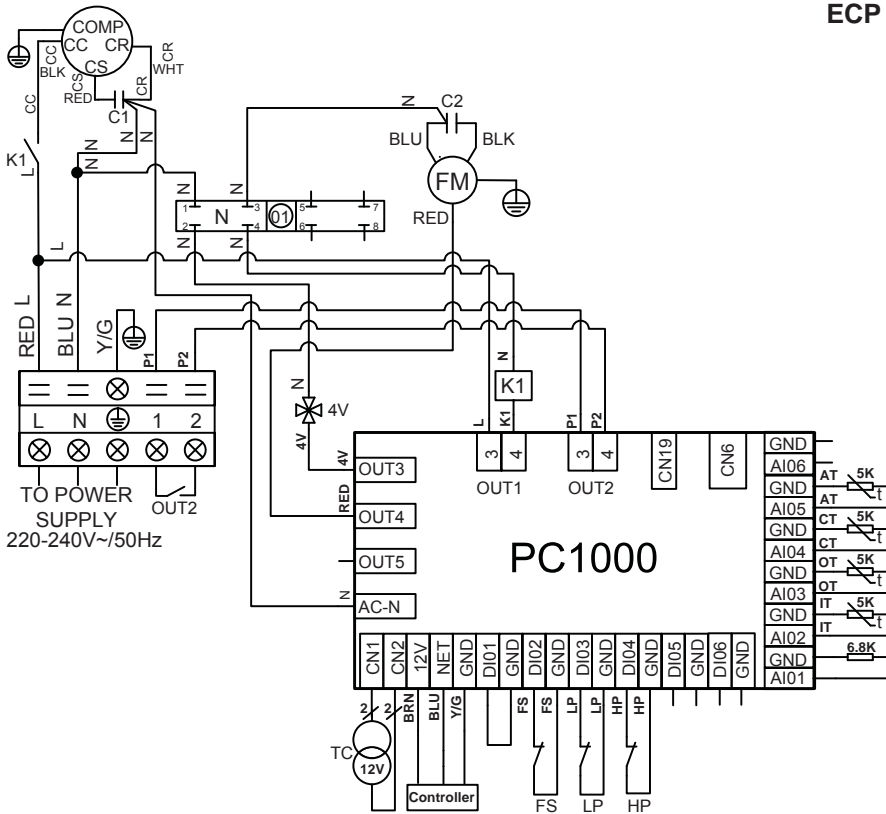 ECP
COMP
CC CR
CS
CC
BLK
CR
WHT
CS
RED
CR
C1
CC
K1
L
N N
N N
N N
L
N
C2
BLU BLK
FM
RED
N N
1 3 5 7
N 01
2 4 6 8
N N
RED L
BLU N
Y/G
P1
P2
L N 1 2
TO POWER
SUPPLY
220-240V~/50Hz
OUT2
N
4V
4V
4V
RED
N
N
K1
L
K1
P1
P2
3 4
OUT1
3 4
OUT2
CN19
CN6
OUT3
OUT4
OUT5
AC-N
PC1000
GND
AI06
GND
AI05
GND
AI04
GND
AI03
GND
AI02
GND
AI01
AT 5K
t
AT
CT 5K
t
CT
OT 5K
t
OT
IT 5K
t
IT
6.8K
CN1 CN2 12V NET GND DI01 GND DI02 GND DI03 GND DI04 GND DI05 GND DI06 GND
2 2 BRN BLU Y/G FS FS LP LP HP HP
TC
12V
Controller
FS LP HP